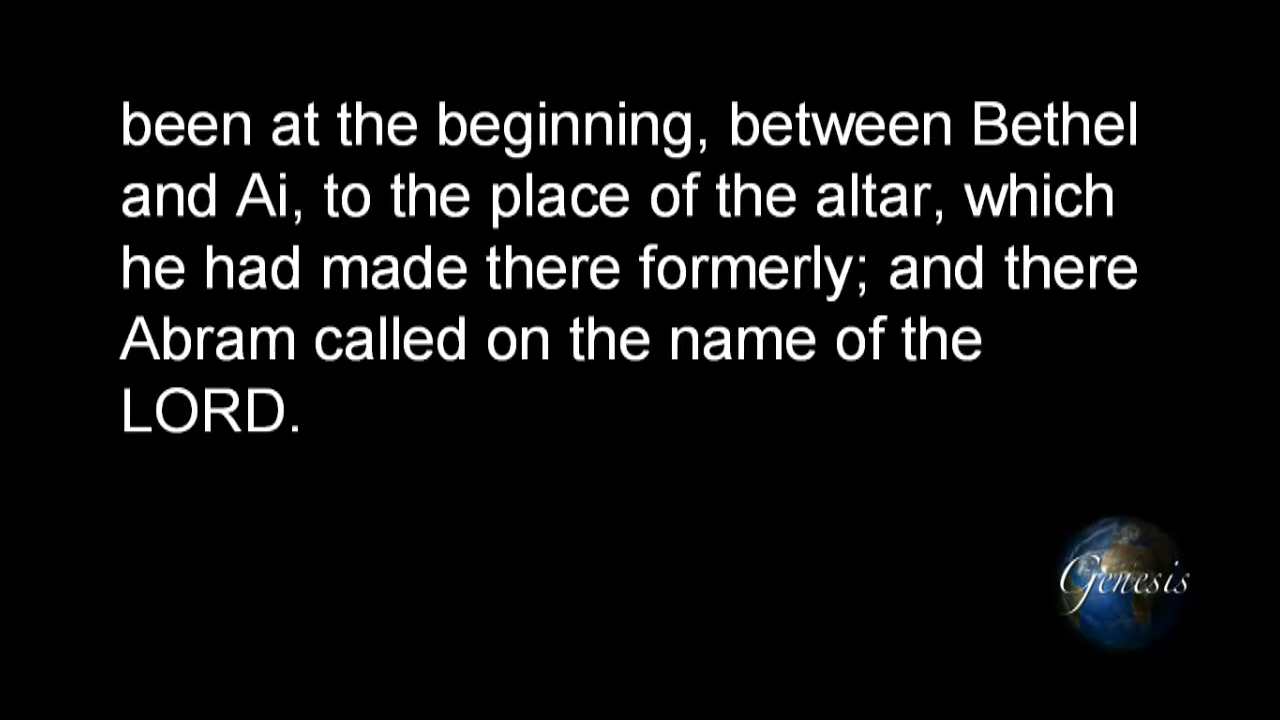 been at the beginning, between Bethel
and Ai, to the place of the altar, which
he had made there formerly; and there
Abram called on the name of the
LORD.
Genesis